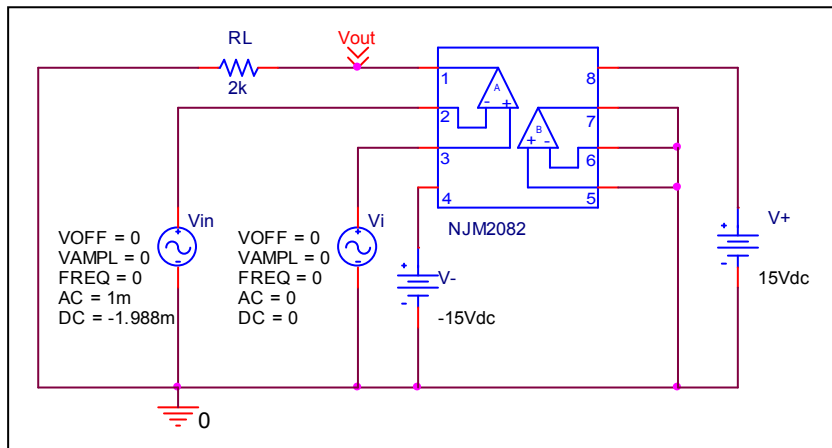 RL
2k
Vout
1
2
3
4
A
- +
B
+ -
8
7
6
5
NJM2082
Vin
VOFF = 0
VAMPL = 0
FREQ = 0
AC = 1m
DC = -1.988m
+
-
Vi
VOFF = 0
VAMPL = 0
FREQ = 0
AC = 0
DC = 0
+
-
V-
+
-
-15Vdc
V+
+
-
15Vdc
0